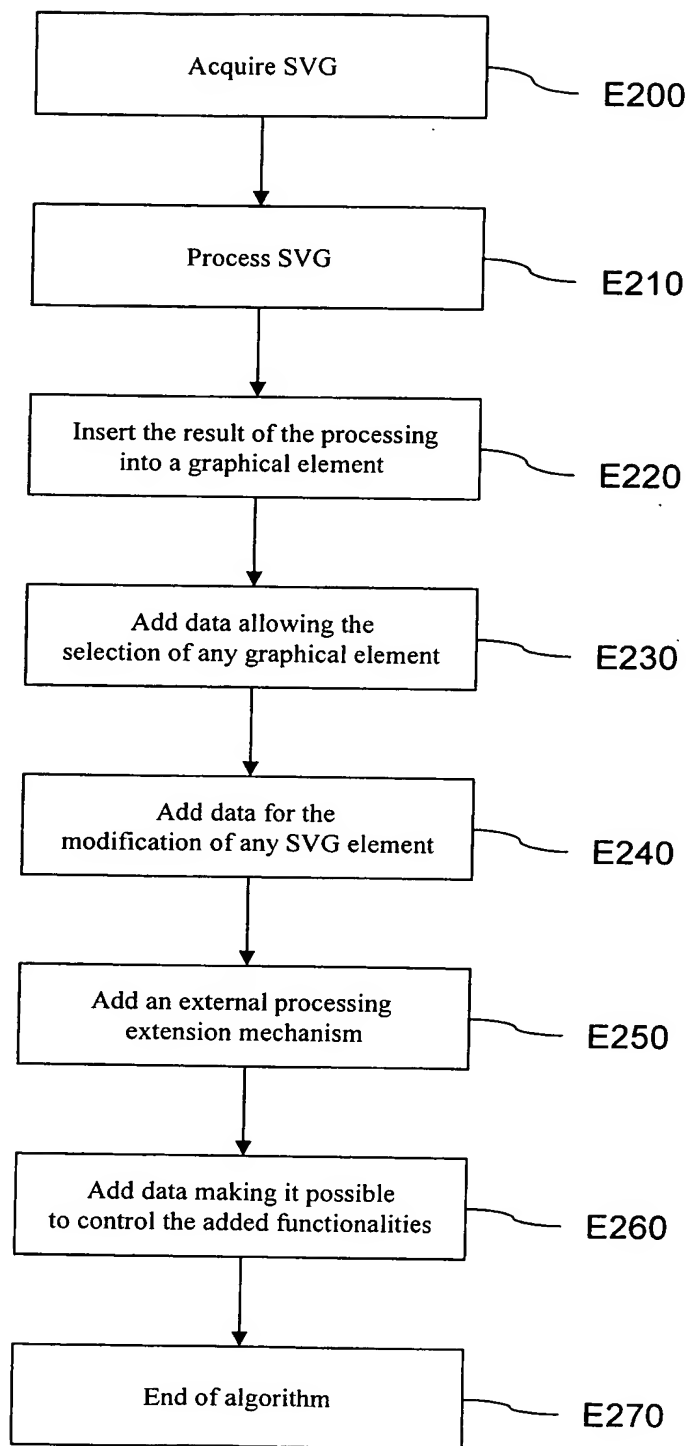 Acquire SVG
E200
Process SVG
E210
Insert the result of the processing
into a graphical element
E220
Add data allowing the
selection of any graphical element
E230
Add data for the
modification of any SVG element
E240
Add an external processing
extension mechanism
E250
Add data making it possible
to control the added functionalities
E260
End of algorithm
E270